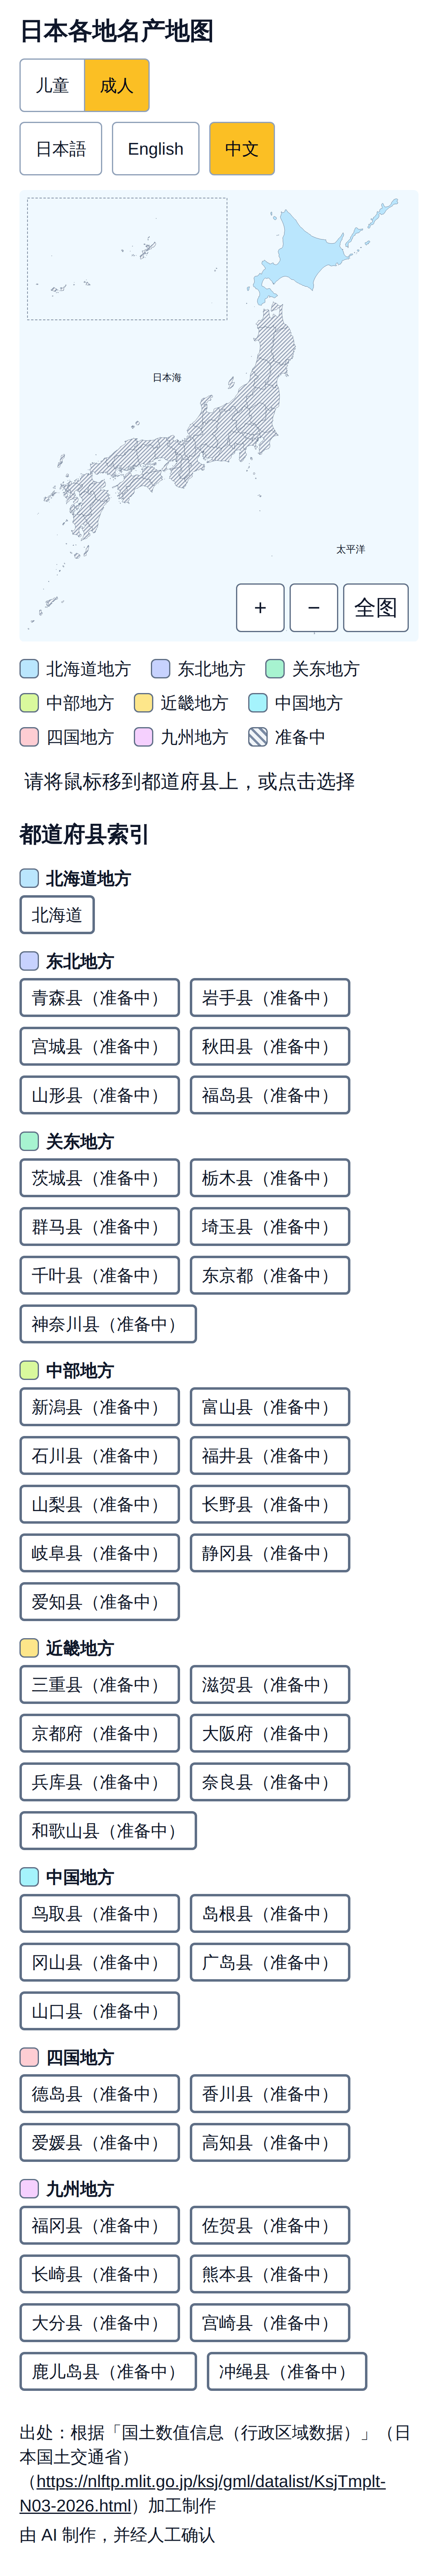 日本各地名产地图
儿童 成人
日本語 English 中文
日本海
太平洋
+ − 全图
北海道地方 东北地方 关东地方
中部地方 近畿地方 中国地方
四国地方 九州地方 准备中
请将鼠标移到都道府县上，或点击选择
都道府县索引
北海道地方
北海道
东北地方
青森县（准备中） 岩手县（准备中）
宫城县（准备中） 秋田县（准备中）
山形县（准备中） 福岛县（准备中）
关东地方
茨城县（准备中） 栃木县（准备中）
群马县（准备中） 埼玉县（准备中）
千叶县（准备中） 东京都（准备中）
神奈川县（准备中）
中部地方
新潟县（准备中） 富山县（准备中）
石川县（准备中） 福井县（准备中）
山梨县（准备中） 长野县（准备中）
岐阜县（准备中） 静冈县（准备中）
爱知县（准备中）
近畿地方
三重县（准备中） 滋贺县（准备中）
京都府（准备中） 大阪府（准备中）
兵库县（准备中） 奈良县（准备中）
和歌山县（准备中）
中国地方
鸟取县（准备中） 岛根县（准备中）
冈山县（准备中） 广岛县（准备中）
山口县（准备中）
四国地方
德岛县（准备中） 香川县（准备中）
爱媛县（准备中） 高知县（准备中）
九州地方
福冈县（准备中） 佐贺县（准备中）
长崎县（准备中） 熊本县（准备中）
大分县（准备中） 宫崎县（准备中）
鹿儿岛县（准备中） 冲绳县（准备中）
出处：根据「国土数值信息（行政区域数据）」（日
本国土交通省）
（https://nlftp.mlit.go.jp/ksj/gml/datalist/KsjTmplt-
N03-2026.html）加工制作
由 AI 制作，并经人工确认